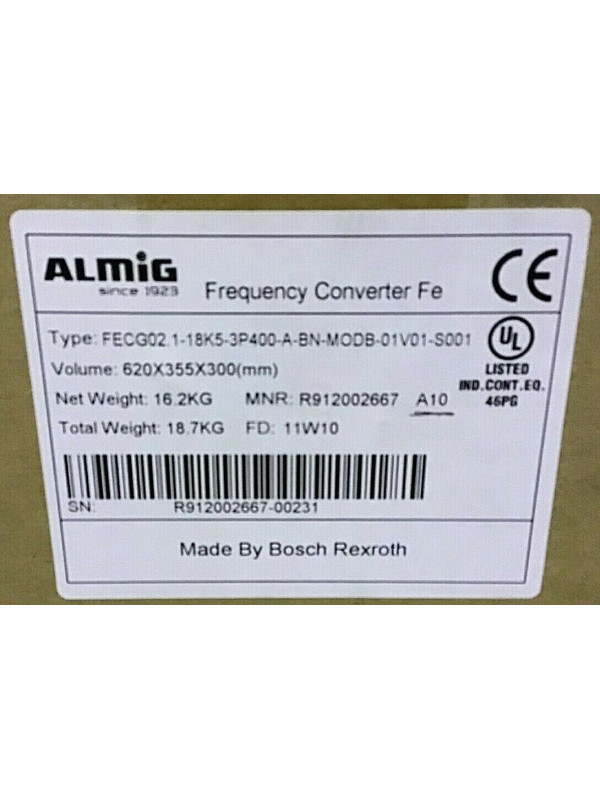 ALMiG
since 1923
Frequency Converter Fe
CE
Type: FECG02.1-18K5-3P400-A-BN-MODB-01V01-S001
Volume: 620X355X300(mm)
UL
LISTED
IND.CONT.EQ.
46PG
Net Weight: 16.2KG MNR: R912002667 A10
Total Weight: 18.7KG FD: 11W10
SN: R912002667-00231
Made By Bosch Rexroth